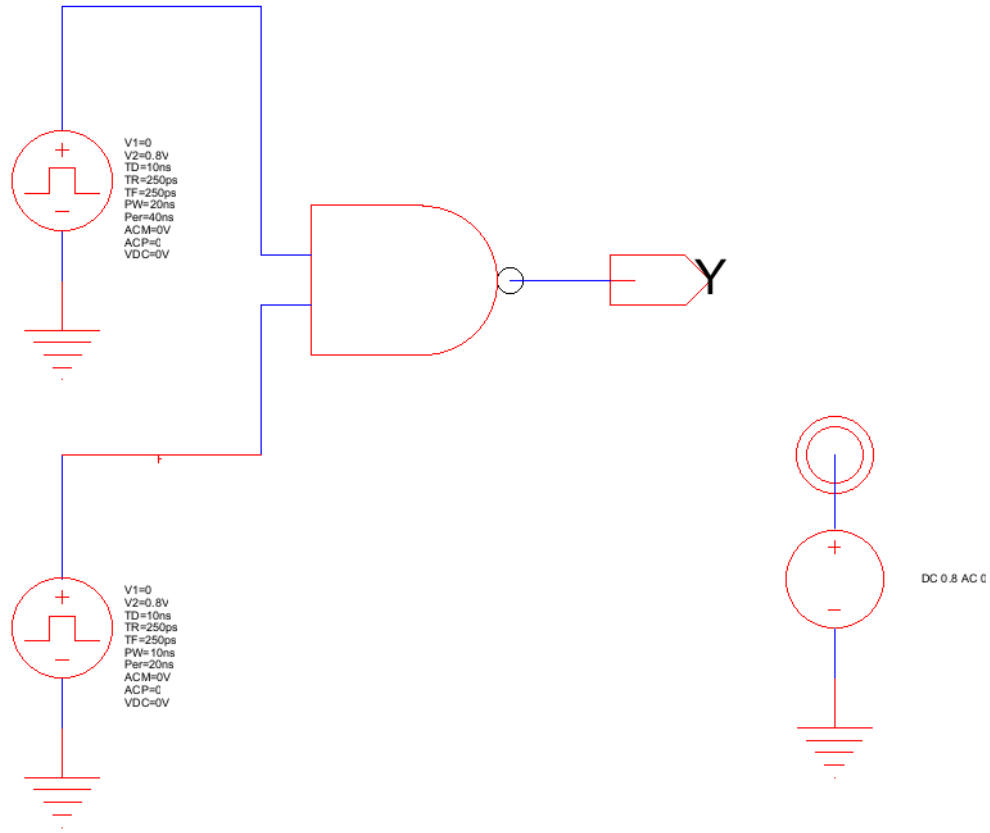 V1=0
V2=0.8V
TD=10ns
TR=250ps
TF=250ps
PW=20ns
Per=40ns
ACM=0V
ACP=0
VDC=0V
Y
DC 0.8 AC 0
V1=0
V2=0.8V
TD=10ns
TR=250ps
TF=250ps
PW=10ns
Per=20ns
ACM=0V
ACP=0
VDC=0V